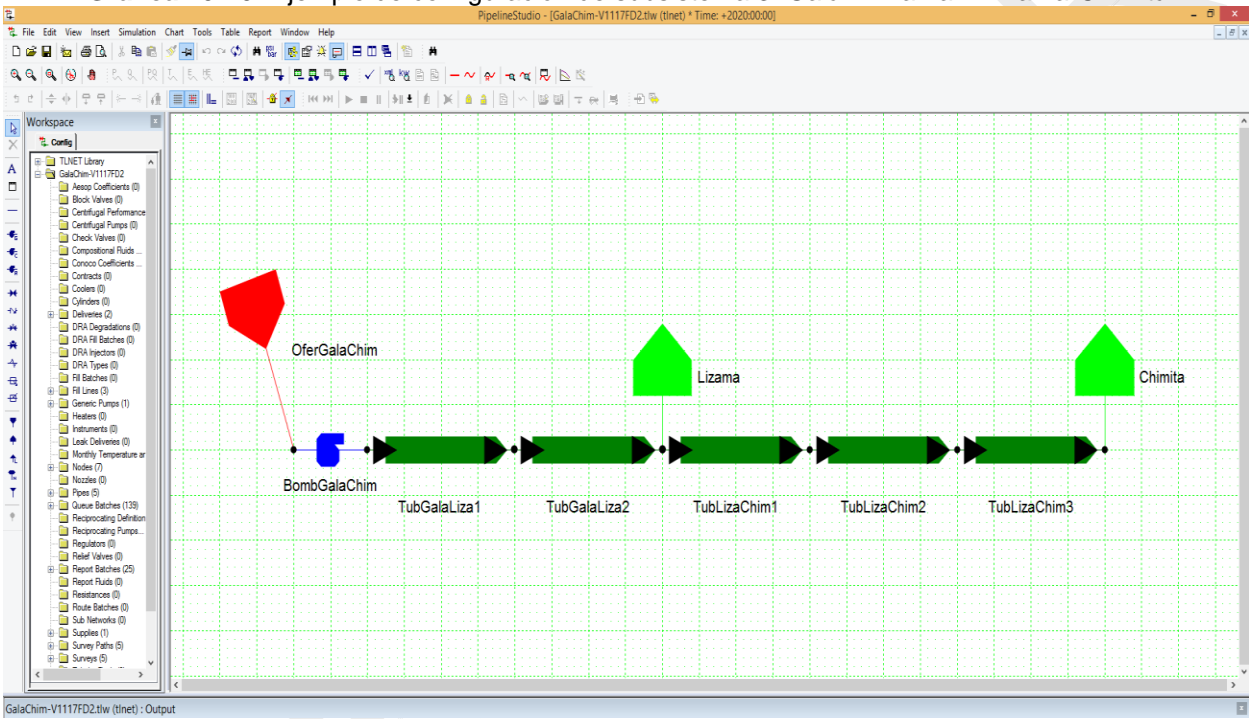 PipelineStudio - [GalaChim-V1117FD2.tlw (tlnet) * Time: +2020:00:00]
File Edit View Insert Simulation Chart Tools Table Report Window Help
Workspace
Config
TLNET Library
GalaChim-V1117FD2
Aesop Coefficients (0)
Block Valves (0)
Centrifugal Performance
Centrifugal Pumps (0)
Check Valves (0)
Compositional Fluids ...
Conoco Coefficients ...
Contracts (0)
Coolers (0)
Cylinders (0)
Deliveries (2)
DRA Degradations (0)
DRA Fill Batches (0)
DRA Injectors (0)
DRA Types (0)
Fill Batches (0)
Fill Lines (3)
Generic Pumps (1)
Heaters (0)
Instruments (0)
Leak Deliveries (0)
Monthly Temperature ar
Nodes (7)
Nozzles (0)
Pipes (5)
Queue Batches (139)
Reciprocating Definition
Reciprocating Pumps...
Regulators (0)
Relief Valves (0)
Report Batches (25)
Report Fluids (0)
Resistances (0)
Route Batches (0)
Sub Networks (0)
Supplies (1)
Survey Paths (5)
Surveys (5)
OferGalaChim
Lizama
Chimita
BombGalaChim
TubGalaLiza1
TubGalaLiza2
TubLizaChim1
TubLizaChim2
TubLizaChim3
GalaChim-V1117FD2.tlw (tlnet) : Output